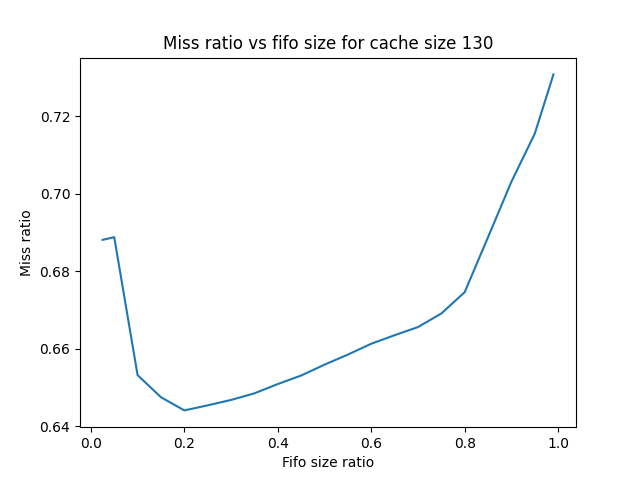 Miss ratio vs fifo size for cache size 130
0.72
0.70
0.68
0.66
0.64
Miss ratio
0.0 0.2 0.4 0.6 0.8 1.0
Fifo size ratio